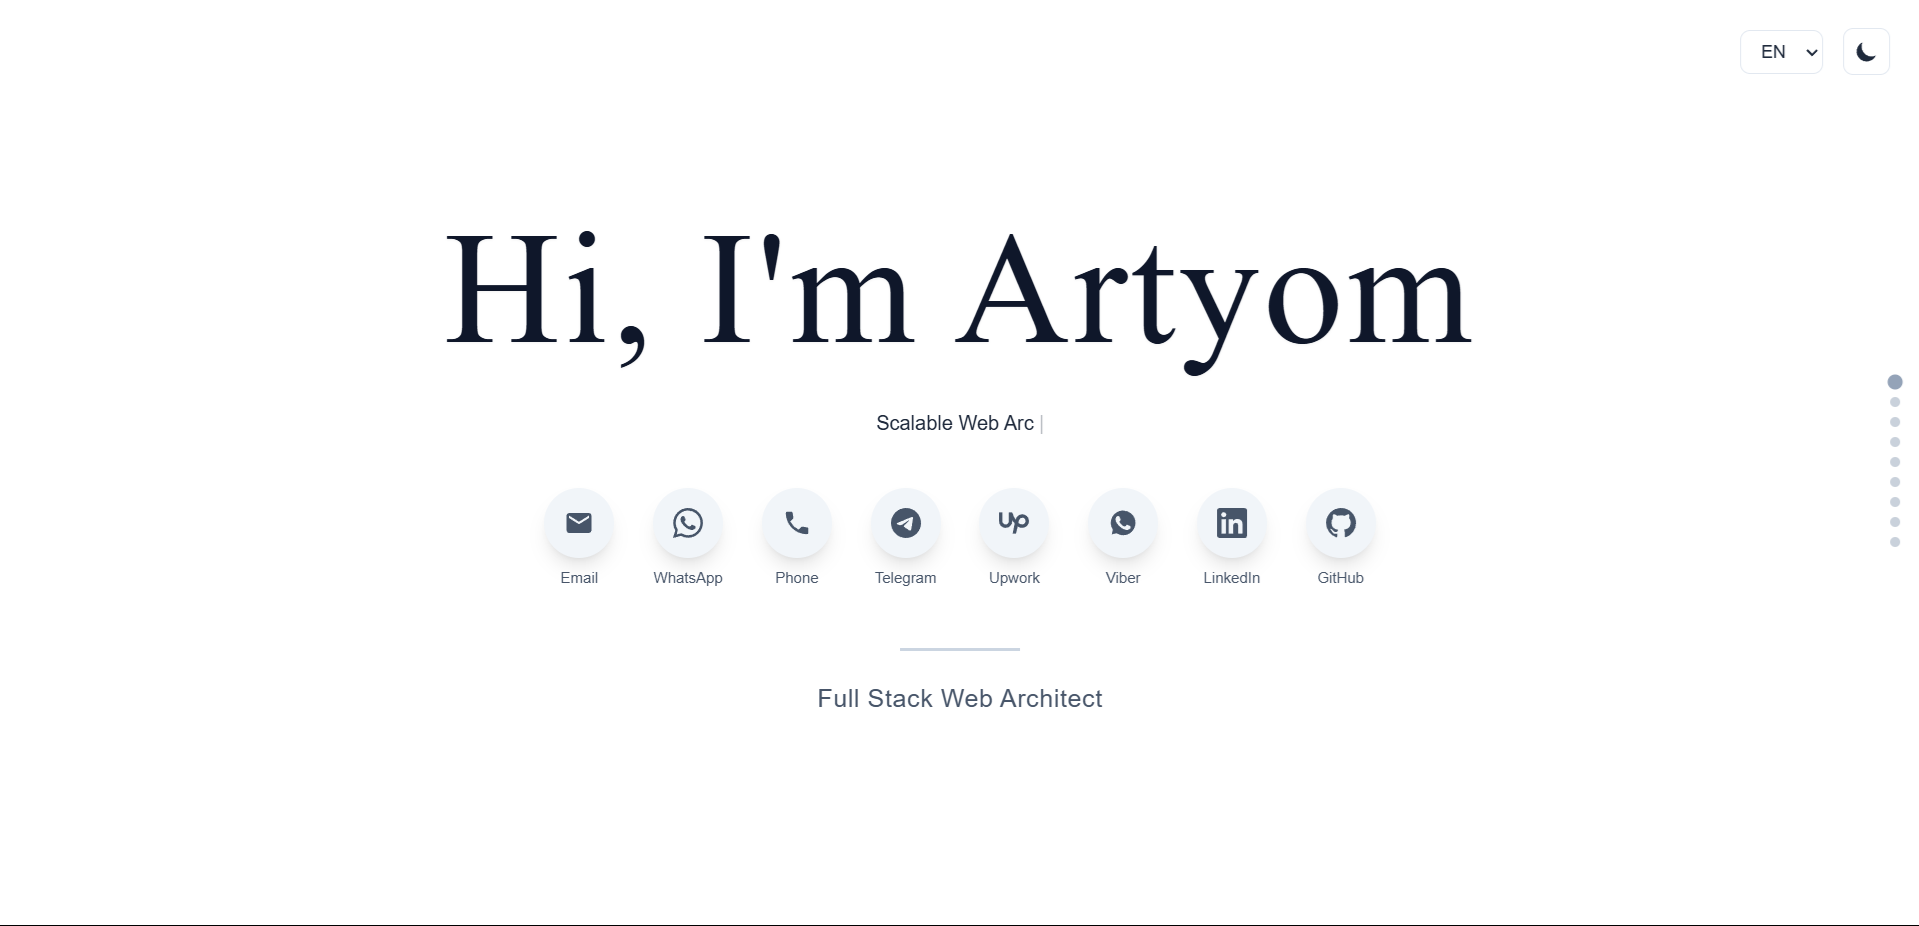 EN
Hi, I'm Artyom
Scalable Web Arc |
Email WhatsApp Phone Telegram Upwork Viber LinkedIn GitHub
Full Stack Web Architect